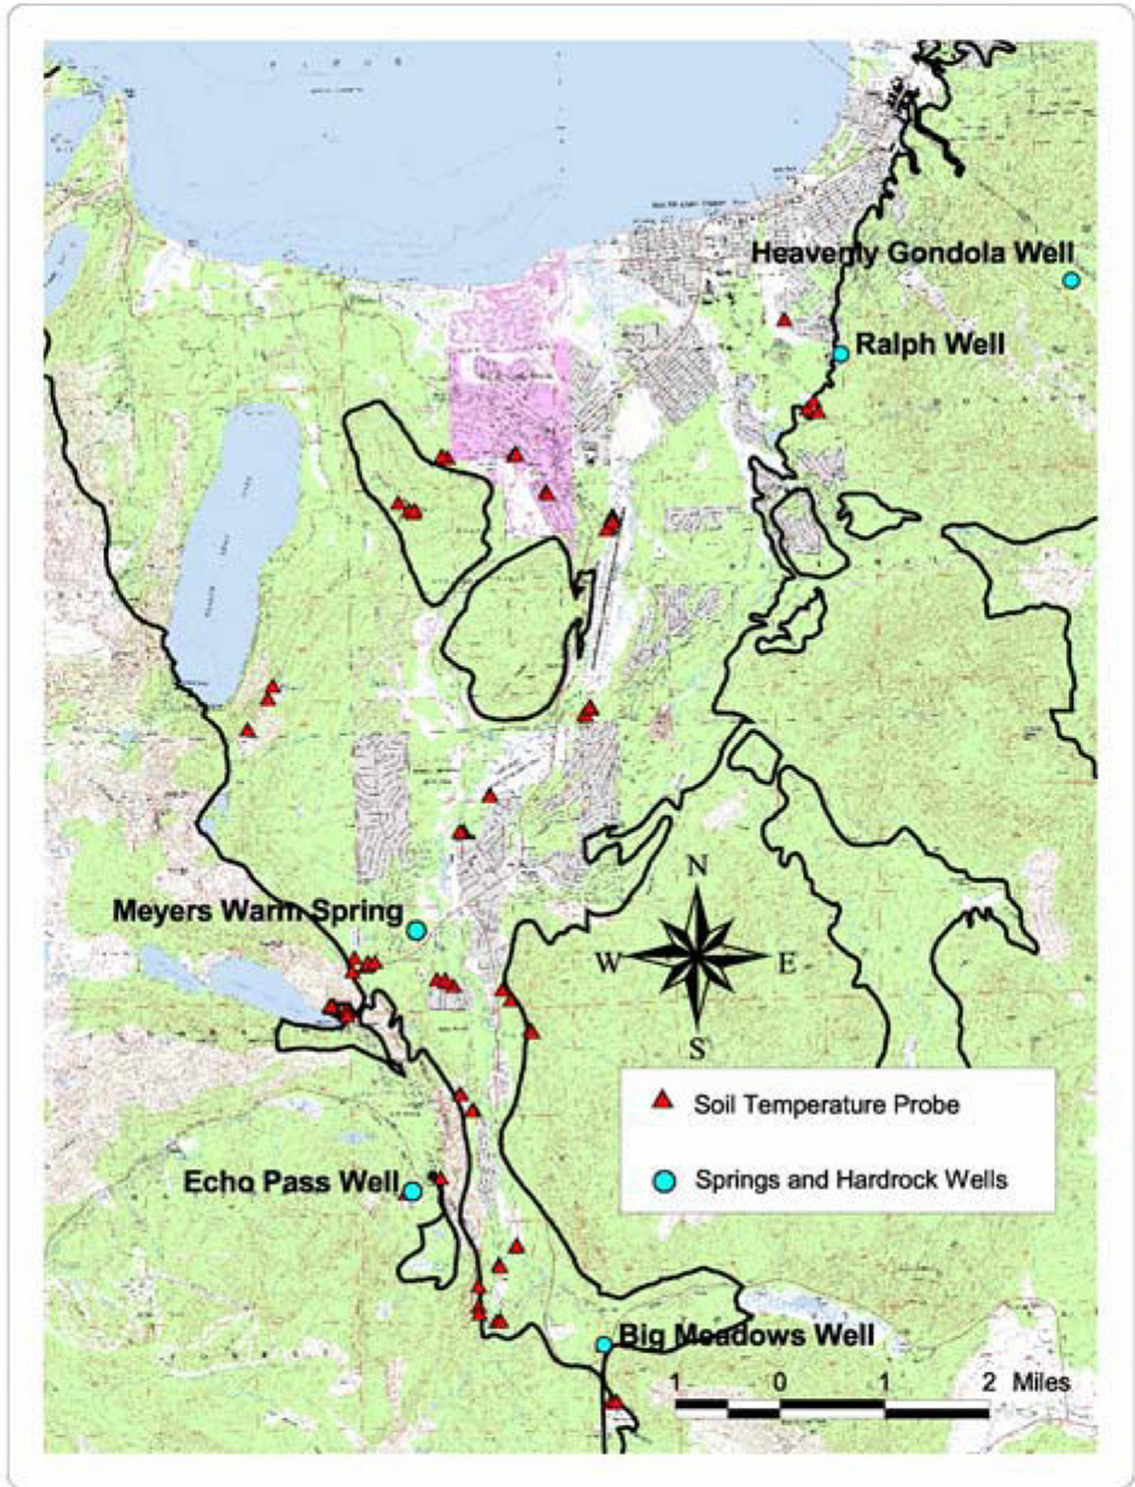 Heavenly Gondola Well
Ralph Well
Meyers Warm Spring
N
W E
S
Soil Temperature Probe
Echo Pass Well
Springs and Hardrock Wells
Big Meadows Well
1 0 2 Miles